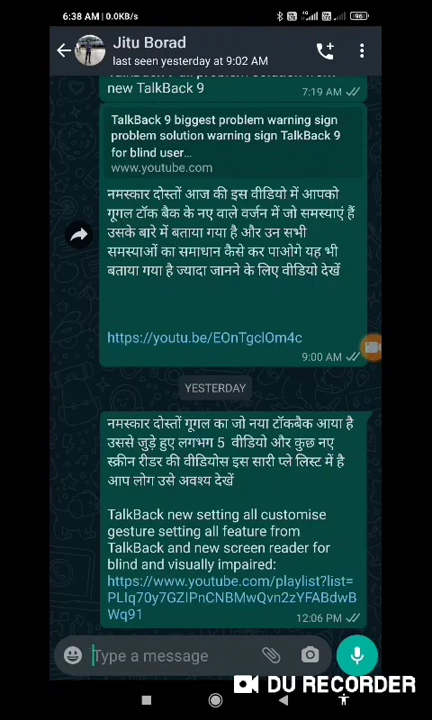 6:38 AM | 0.0KB/s
96
Jitu Borad
last seen yesterday at 9:02 AM
new TalkBack 9
7:19 AM
TalkBack 9 biggest problem warning sign
problem solution warning sign TalkBack 9
for blind user...
www.youtube.com
नमस्कार दोस्तों आज की इस वीडियो में आपको
गूगल टॉक बैक के नए वाले वर्जन में जो समस्याएं हैं
उसके बारे में बताया गया है और उन सभी
समस्याओं का समाधान कैसे कर पाओगे यह भी
बताया गया है ज्यादा जानने के लिए वीडियो देखें
https://youtu.be/EOnTgclOm4c
9:00 AM
YESTERDAY
नमस्कार दोस्तों गूगल का जो नया टॉकबैक आया है
उससे जुड़े हुए लगभग 5 वीडियो और कुछ नए
स्क्रीन रीडर की वीडियोस इस सारी प्ले लिस्ट में है
आप लोग उसे अवश्य देखें
TalkBack new setting all customise
gesture setting all feature from
TalkBack and new screen reader for
blind and visually impaired:
https://www.youtube.com/playlist?list=
PLIq70y7GZIPnCNBMwQvn2zYFABdwB
Wq91
12:06 PM
Type a message
DU RECORDER